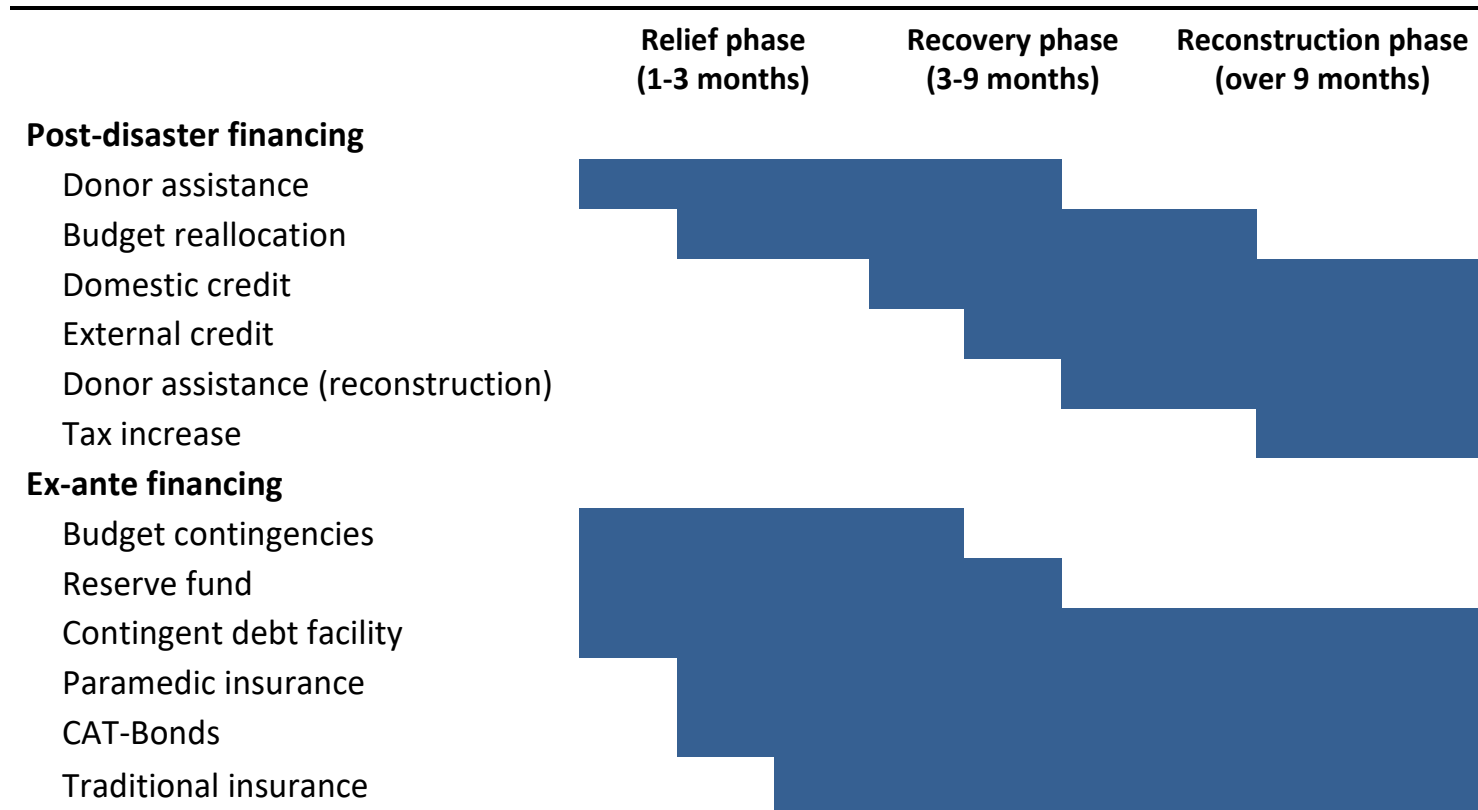 Relief phase Recovery phase Reconstruction phase
(1-3 months) (3-9 months) (over 9 months)
Post-disaster financing
Donor assistance
Budget reallocation
Domestic credit
External credit
Donor assistance (reconstruction)
Tax increase
Ex-ante financing
Budget contingencies
Reserve fund
Contingent debt facility
Paramedic insurance
CAT-Bonds
Traditional insurance